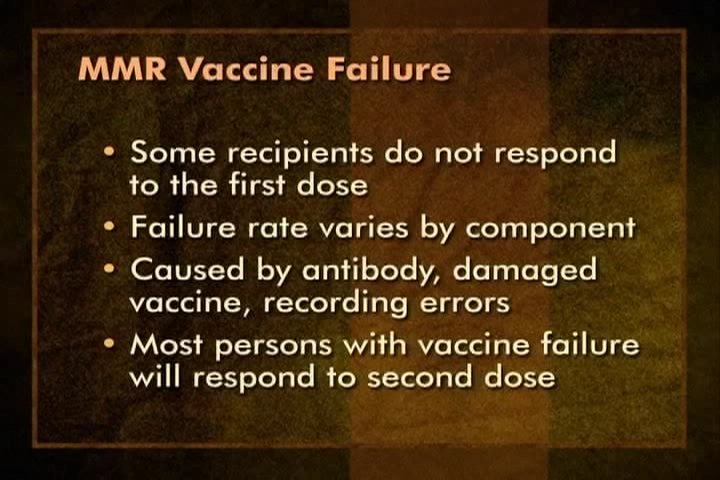 MMR Vaccine Failure
• Some recipients do not respond
to the first dose
• Failure rate varies by component
• Caused by antibody, damaged
vaccine, recording errors
• Most persons with vaccine failure
will respond to second dose